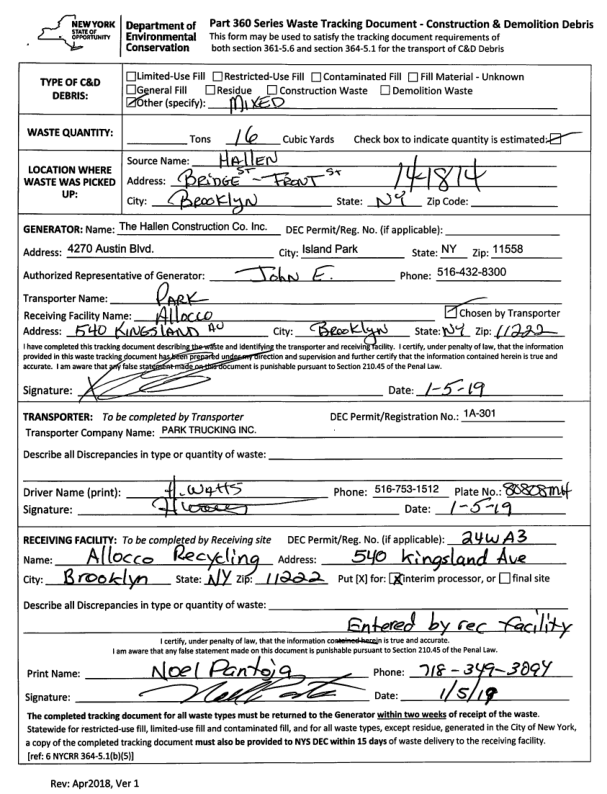 NEW YORK
STATE OF
OPPORTUNITY
Department of
Environmental
Conservation
Part 360 Series Waste Tracking Document - Construction & Demolition Debris
This form may be used to satisfy the tracking document requirements of
both section 361-5.6 and section 364-5.1 for the transport of C&D Debris
TYPE OF C&D
DEBRIS:
Limited-Use Fill Restricted-Use Fill Contaminated Fill Fill Material - Unknown
General Fill Residue Construction Waste Demolition Waste
Other (specify): MIXED
WASTE QUANTITY: Tons 16 Cubic Yards Check box to indicate quantity is estimated:
LOCATION WHERE
WASTE WAS PICKED
UP:
Source Name: HALLEN
Address: BRIDGE ST - FRONT ST 141814
City: Brooklyn State: NY Zip Code:
GENERATOR: Name: The Hallen Construction Co. Inc. DEC Permit/Reg. No. (if applicable):
Address: 4270 Austin Blvd. City: Island Park State: NY Zip: 11558
Authorized Representative of Generator: John E. Phone: 516-432-8300
Transporter Name: PARK
Receiving Facility Name: Allocco Chosen by Transporter
Address: 540 KINGSLAND AV City: Brooklyn State: NY Zip: 11222
I have completed this tracking document describing the waste and identifying the transporter and receiving facility. I certify, under penalty of law, that the information
provided in this waste tracking document has been prepared under my direction and supervision and further certify that the information contained herein is true and
accurate. I am aware that any false statement made on this document is punishable pursuant to Section 210.45 of the Penal Law.
Signature: Date: 1-5-19
TRANSPORTER: To be completed by Transporter DEC Permit/Registration No.: 1A-301
Transporter Company Name: PARK TRUCKING INC.
Describe all Discrepancies in type or quantity of waste:
Driver Name (print): H. WATTS Phone: 516-753-1512 Plate No.: 80808MH
Signature: Date: 1-5-19
RECEIVING FACILITY: To be completed by Receiving site DEC Permit/Reg. No. (if applicable): 24WA3
Name: Allocco Recycling Address: 540 Kingsland Ave
City: Brooklyn State: NY Zip: 11222 Put [X] for: X interim processor, or final site
Describe all Discrepancies in type or quantity of waste:
Entered by rec facility
I certify, under penalty of law, that the information contained herein is true and accurate.
I am aware that any false statement made on this document is punishable pursuant to Section 210.45 of the Penal Law.
Print Name: Noel Pantoja Phone: 718-349-3894
Signature: Date: 1/5/19
The completed tracking document for all waste types must be returned to the Generator within two weeks of receipt of the waste.
Statewide for restricted-use fill, limited-use fill and contaminated fill, and for all waste types, except residue, generated in the City of New York,
a copy of the completed tracking document must also be provided to NYS DEC within 15 days of waste delivery to the receiving facility.
[ref: 6 NYCRR 364-5.1(b)(5)]
Rev: Apr2018, Ver 1